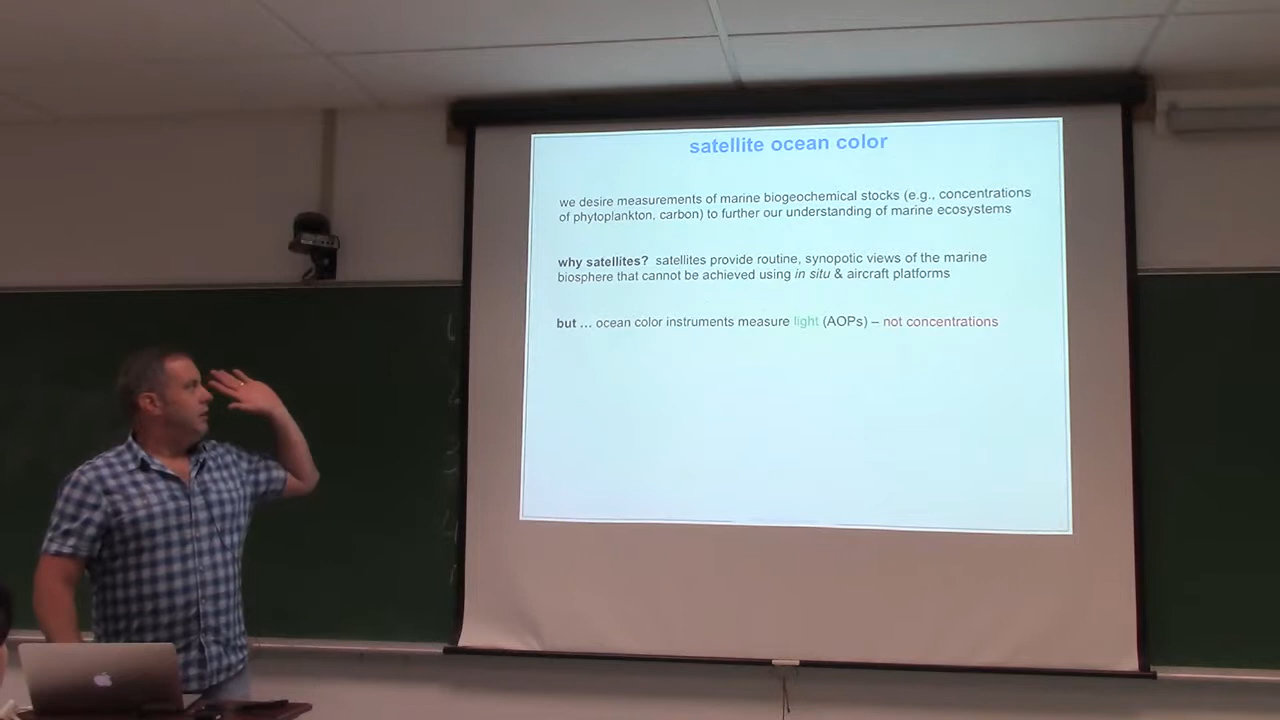 satellite ocean color
we desire measurements of marine biogeochemical stocks (e.g., concentrations
of phytoplankton, carbon) to further our understanding of marine ecosystems
why satellites? satellites provide routine, synopotic views of the marine
biosphere that cannot be achieved using in situ & aircraft platforms
but ... ocean color instruments measure light (AOPs) – not concentrations